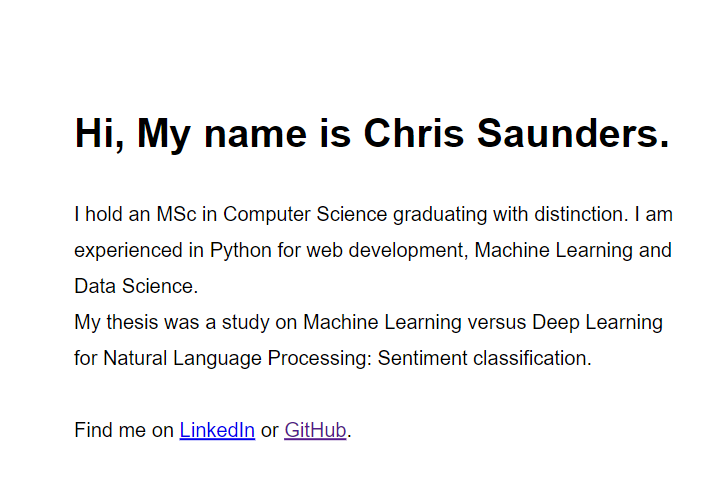 Hi, My name is Chris Saunders.
I hold an MSc in Computer Science graduating with distinction. I am
experienced in Python for web development, Machine Learning and
Data Science.
My thesis was a study on Machine Learning versus Deep Learning
for Natural Language Processing: Sentiment classification.
Find me on LinkedIn or GitHub.